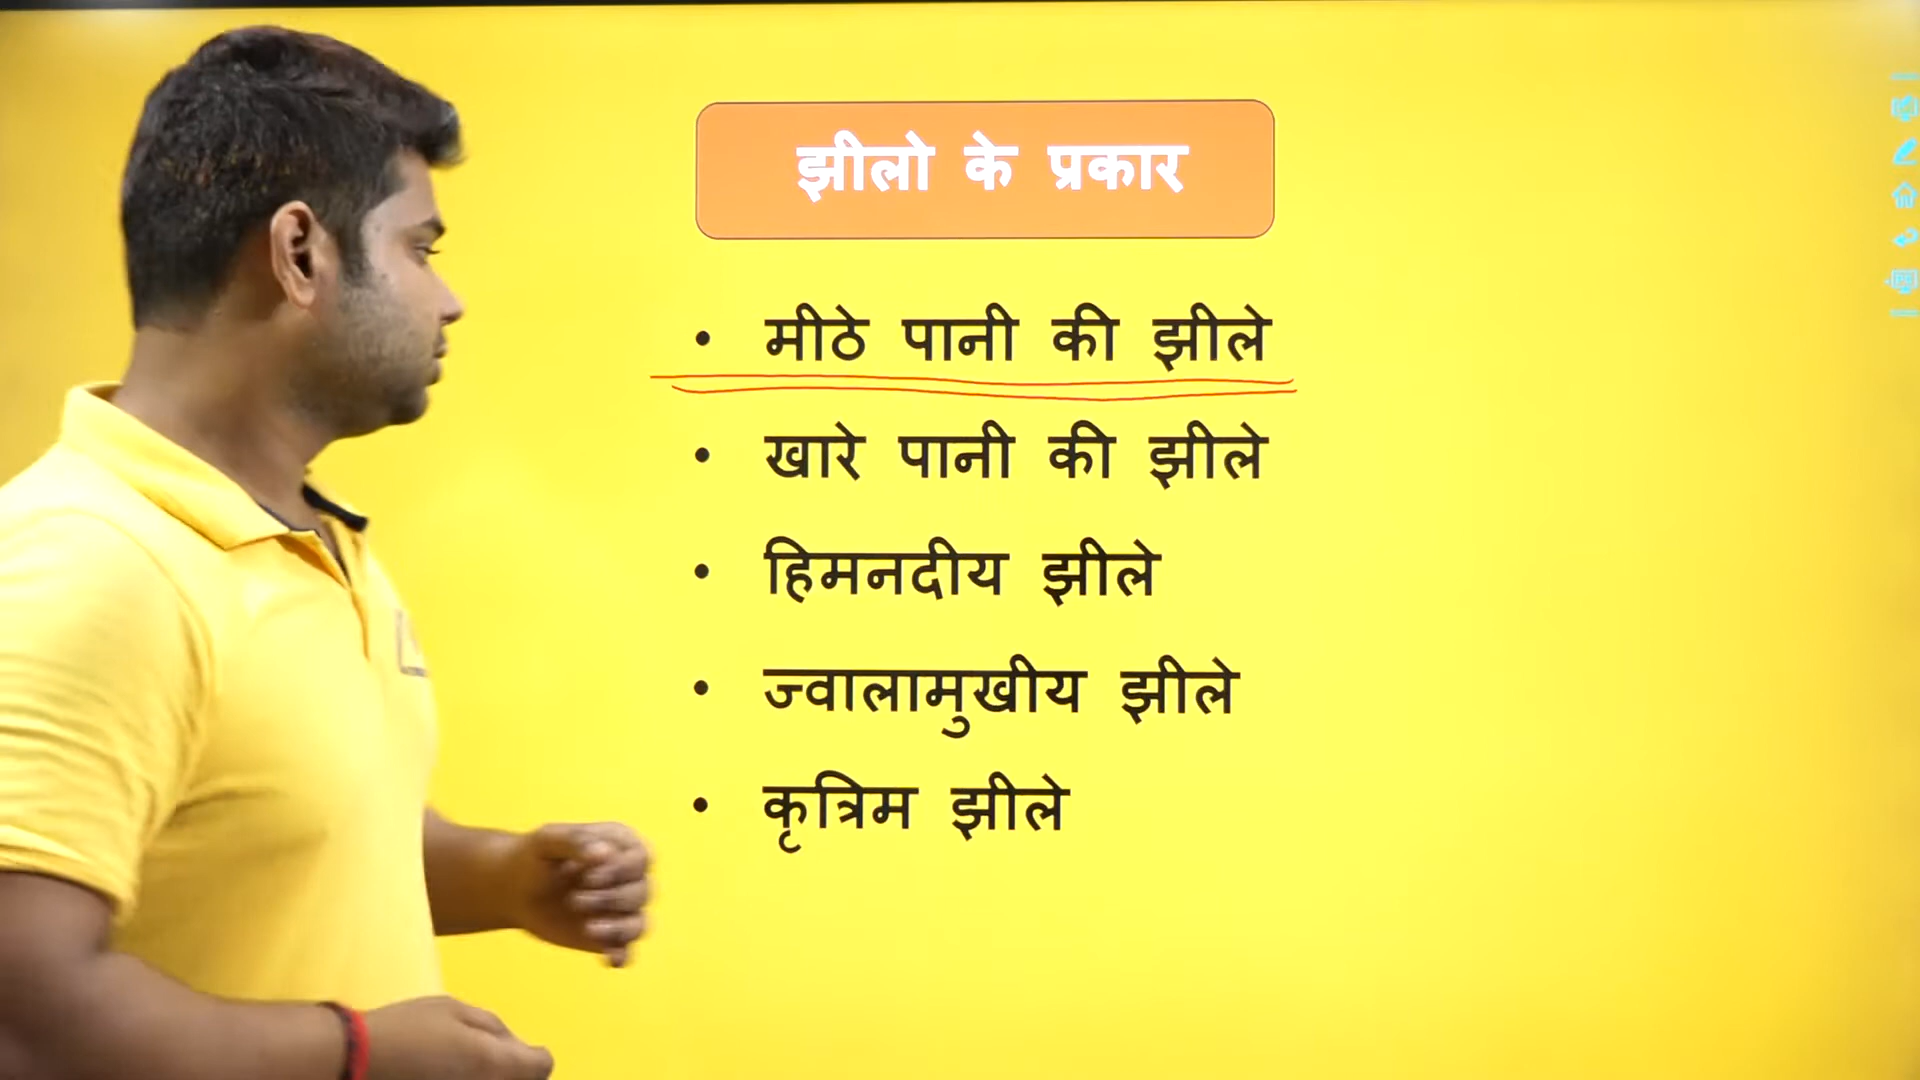 झीलो के प्रकार
• मीठे पानी की झीले
• खारे पानी की झीले
• हिमनदीय झीले
• ज्वालामुखीय झीले
• कृत्रिम झीले